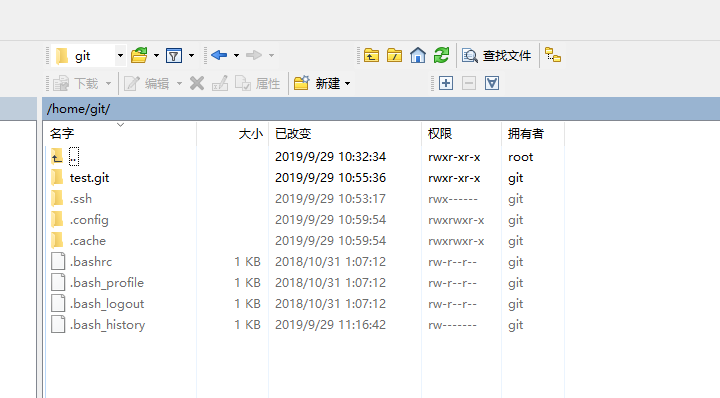 git
查找文件
下载 编辑 属性 新建
/home/git/
名字 大小 已改变 权限 拥有者
.. 2019/9/29 10:32:34 rwxr-xr-x root
test.git 2019/9/29 10:55:36 rwxr-xr-x git
.ssh 2019/9/29 10:53:17 rwx------ git
.config 2019/9/29 10:59:54 rwxrwxr-x git
.cache 2019/9/29 10:59:54 rwxrwxr-x git
.bashrc 1 KB 2018/10/31 1:07:12 rw-r--r-- git
.bash_profile 1 KB 2018/10/31 1:07:12 rw-r--r-- git
.bash_logout 1 KB 2018/10/31 1:07:12 rw-r--r-- git
.bash_history 1 KB 2019/9/29 11:16:42 rw------- git